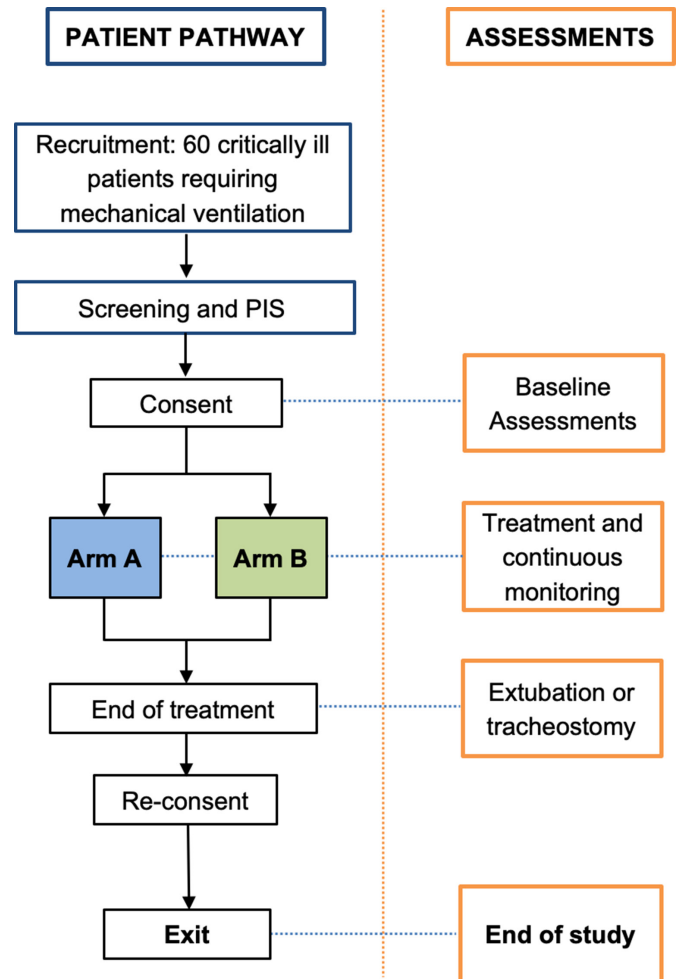 PATIENT PATHWAY
ASSESSMENTS
Recruitment: 60 critically ill
patients requiring
mechanical ventilation
Screening and PIS
Consent
Baseline
Assessments
Arm A
Arm B
Treatment and
continuous
monitoring
End of treatment
Extubation or
tracheostomy
Re-consent
Exit
End of study